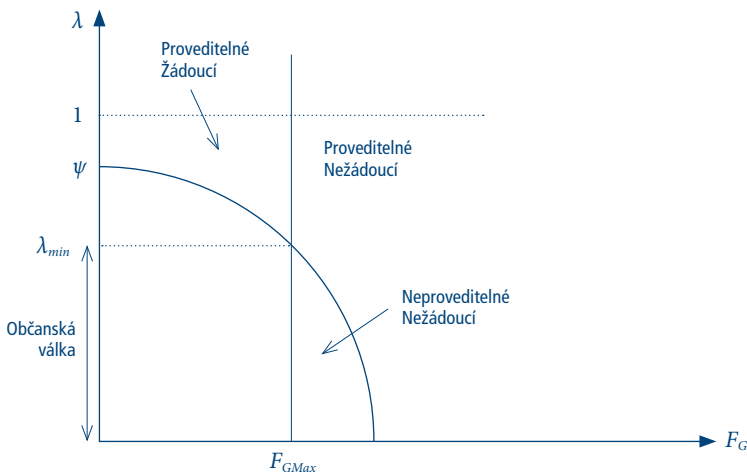 λ
Proveditelné
Žádoucí
1
Proveditelné
Nežádoucí
ψ
λmin
Neproveditelné
Nežádoucí
Občanská
válka
FG
FGMax